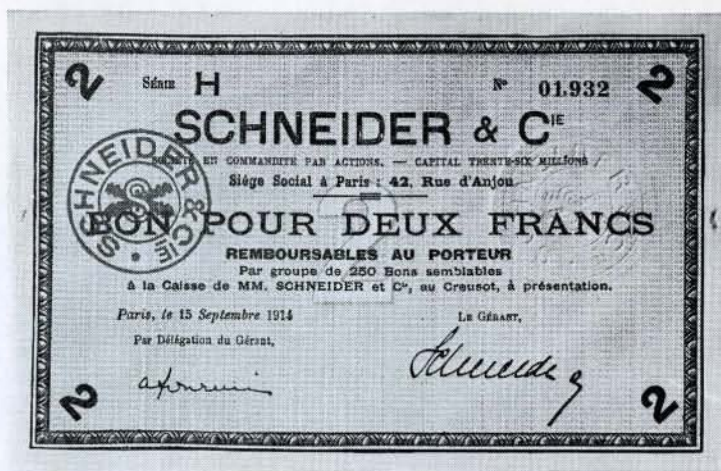 2 2
SÉRIE H Nº 01.932
SCHNEIDER & CIE
SOCIÉTÉ EN COMMANDITE PAR ACTIONS. — CAPITAL TRENTE-SIX MILLIONS
Siége Social à Paris : 42, Rue d'Anjou
SCHNEIDER & CIE
BON POUR DEUX FRANCS
2
REMBOURSABLES AU PORTEUR
Par groupe de 250 Bons semblables
à la Caisse de MM. SCHNEIDER et Cie, au Creusot, à présentation.
Paris, le 15 Septembre 1914 LE GÉRANT,
Par Délégation du Gérant,
Schneider
2 2